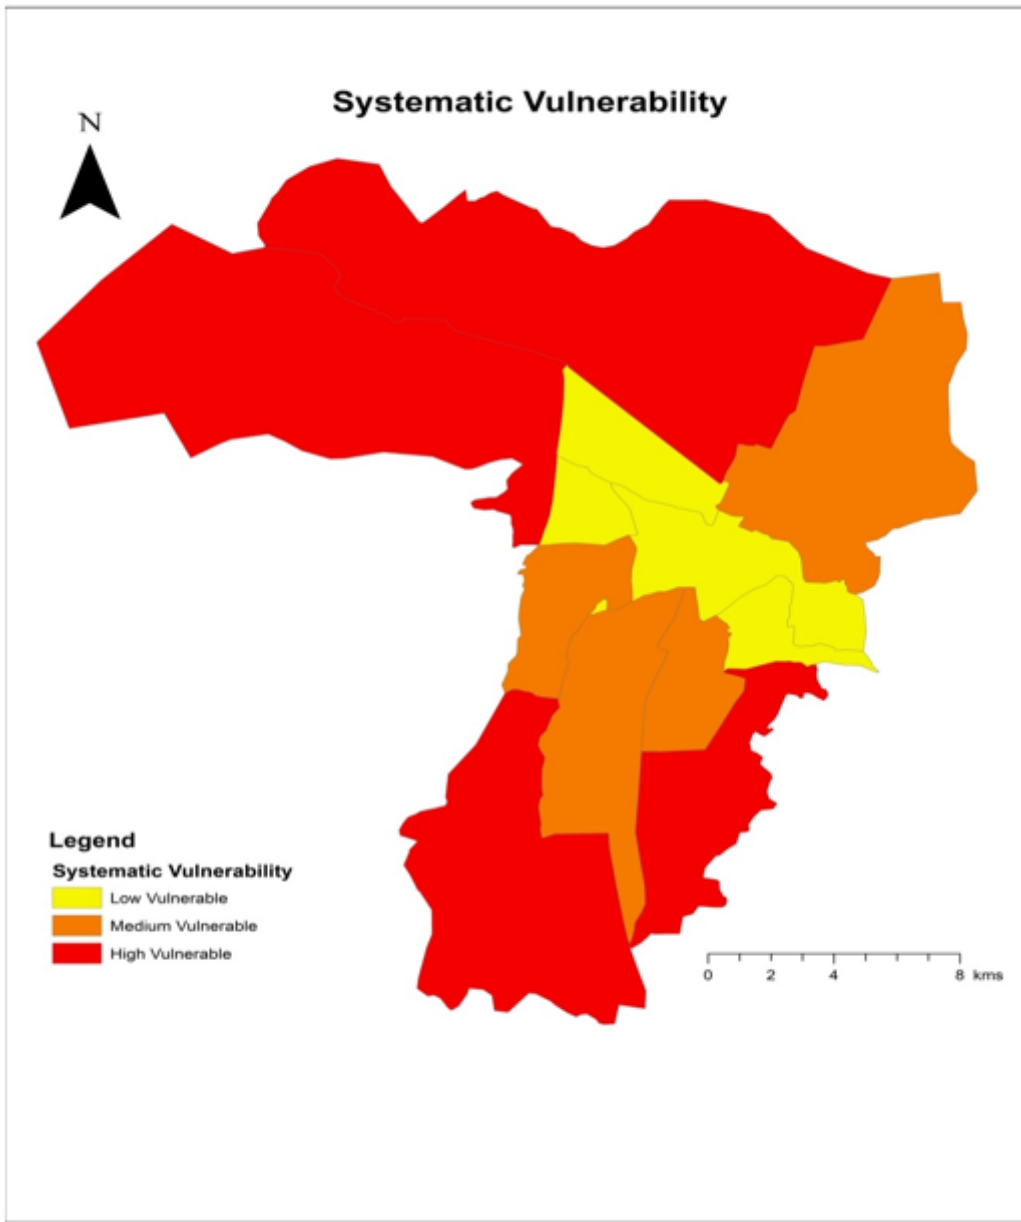 Systematic Vulnerability
N
Legend
Systematic Vulnerability
Low Vulnerable
Medium Vulnerable
High Vulnerable
0 2 4 8 kms